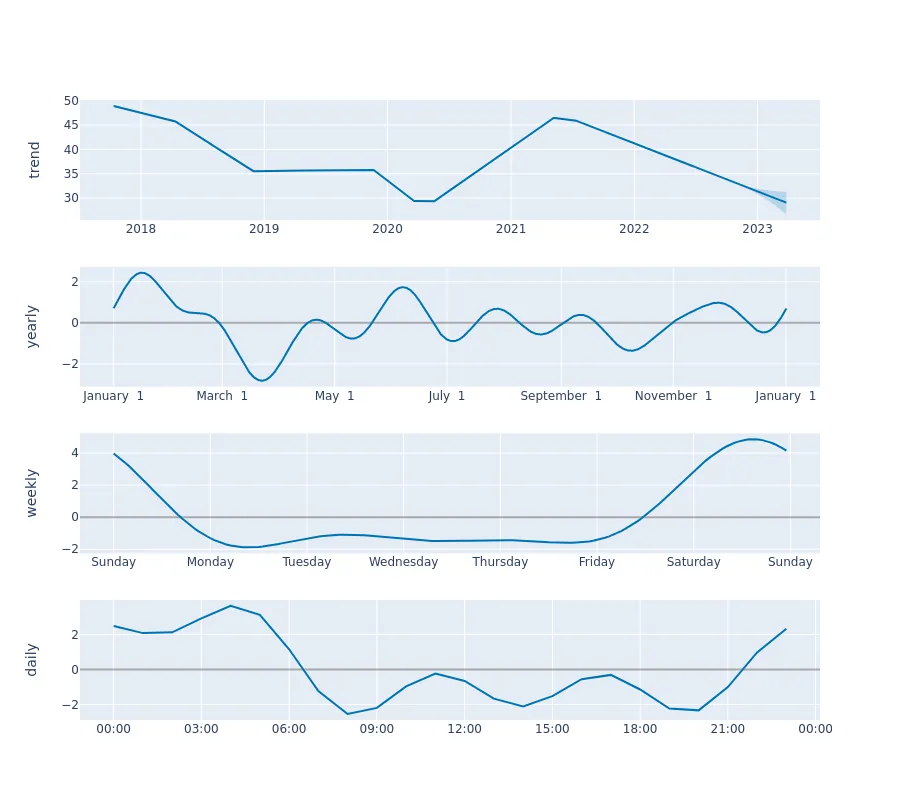 50
45
40
35
30
trend
2018 2019 2020 2021 2022 2023
2
0
−2
yearly
January 1 March 1 May 1 July 1 September 1 November 1 January 1
4
2
0
−2
weekly
Sunday Monday Tuesday Wednesday Thursday Friday Saturday Sunday
2
0
−2
daily
00:00 03:00 06:00 09:00 12:00 15:00 18:00 21:00 00:00